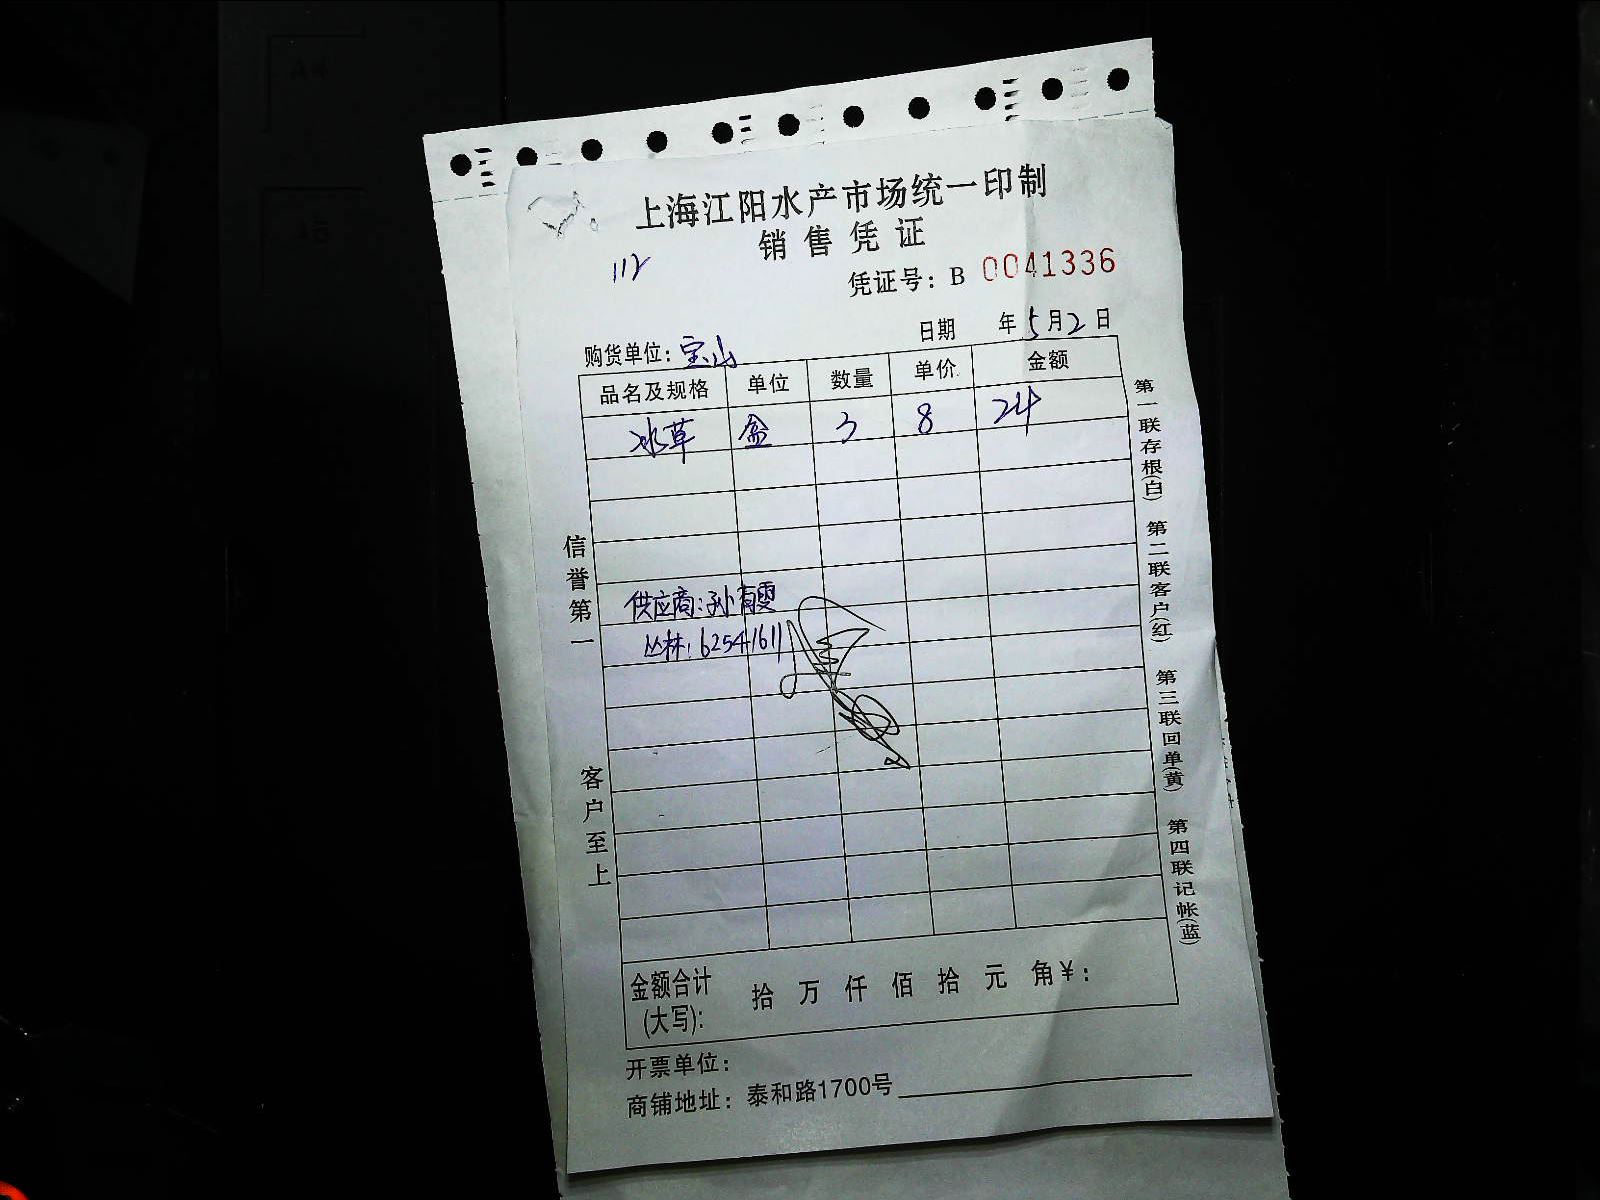 上海江阳水产市场统一印制
销售凭证
112
凭证号：B 0041336
日期 年5月2日
购货单位：宝山
品名及规格 单位 数量 单价 金额
冰草 盒 3 8 24
供应商：孙有雯
丛林：62541611
信誉第一
客户至上
第一联存根(白) 第二联客户(红) 第三联回单(黄) 第四联记帐(蓝)
金额合计 拾 万 仟 佰 拾 元 角￥：
(大写)：
开票单位：
商铺地址：泰和路1700号